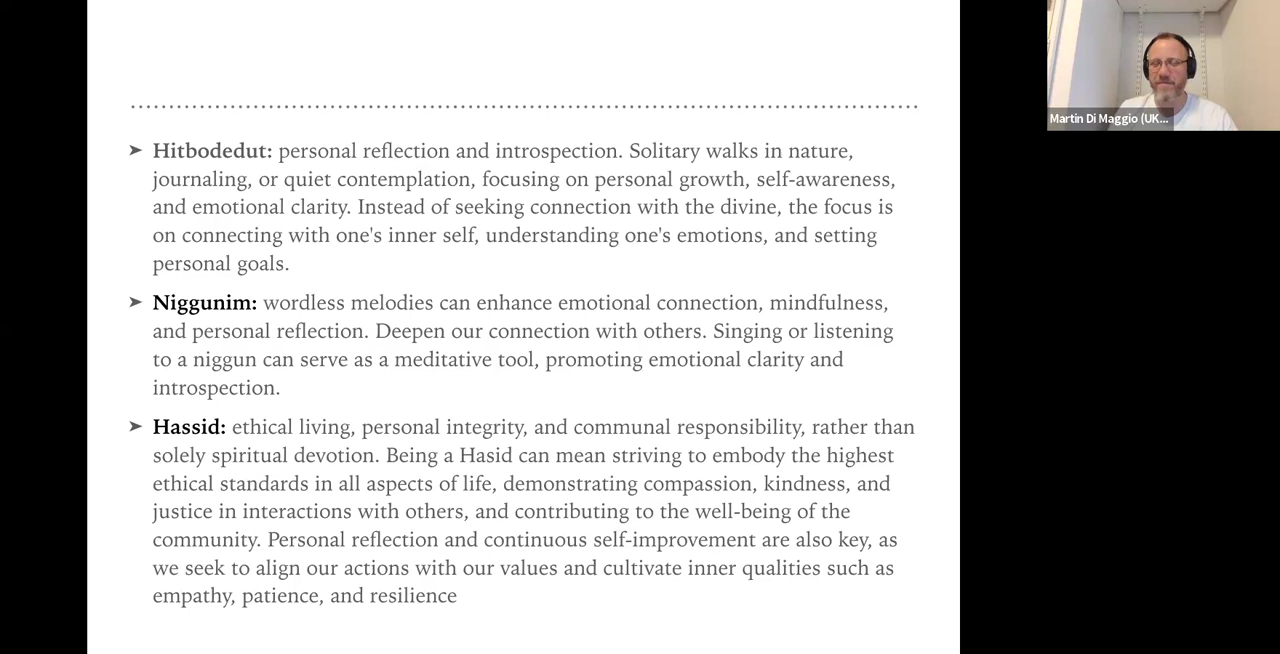 Hitbodedut: personal reflection and introspection. Solitary walks in nature,
journaling, or quiet contemplation, focusing on personal growth, self-awareness,
and emotional clarity. Instead of seeking connection with the divine, the focus is
on connecting with one's inner self, understanding one's emotions, and setting
personal goals.
Niggunim: wordless melodies can enhance emotional connection, mindfulness,
and personal reflection. Deepen our connection with others. Singing or listening
to a niggun can serve as a meditative tool, promoting emotional clarity and
introspection.
Hassid: ethical living, personal integrity, and communal responsibility, rather than
solely spiritual devotion. Being a Hasid can mean striving to embody the highest
ethical standards in all aspects of life, demonstrating compassion, kindness, and
justice in interactions with others, and contributing to the well-being of the
community. Personal reflection and continuous self-improvement are also key, as
we seek to align our actions with our values and cultivate inner qualities such as
empathy, patience, and resilience
Martin Di Maggio (UK...